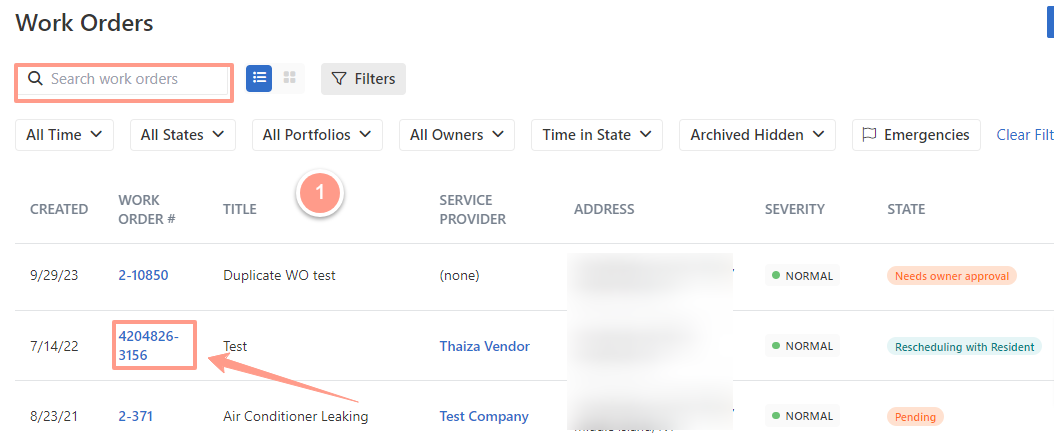 Work Orders
Search work orders
Filters
All Time
All States
All Portfolios
All Owners
Time in State
Archived Hidden
Emergencies
Clear Filt
1
CREATED
WORK
ORDER #
TITLE
SERVICE
PROVIDER
ADDRESS
SEVERITY
STATE
9/29/23
2-10850
Duplicate WO test
(none)
NORMAL
Needs owner approval
7/14/22
4204826-
3156
Test
Thaiza Vendor
NORMAL
Rescheduling with Resident
8/23/21
2-371
Air Conditioner Leaking
Test Company
NORMAL
Pending